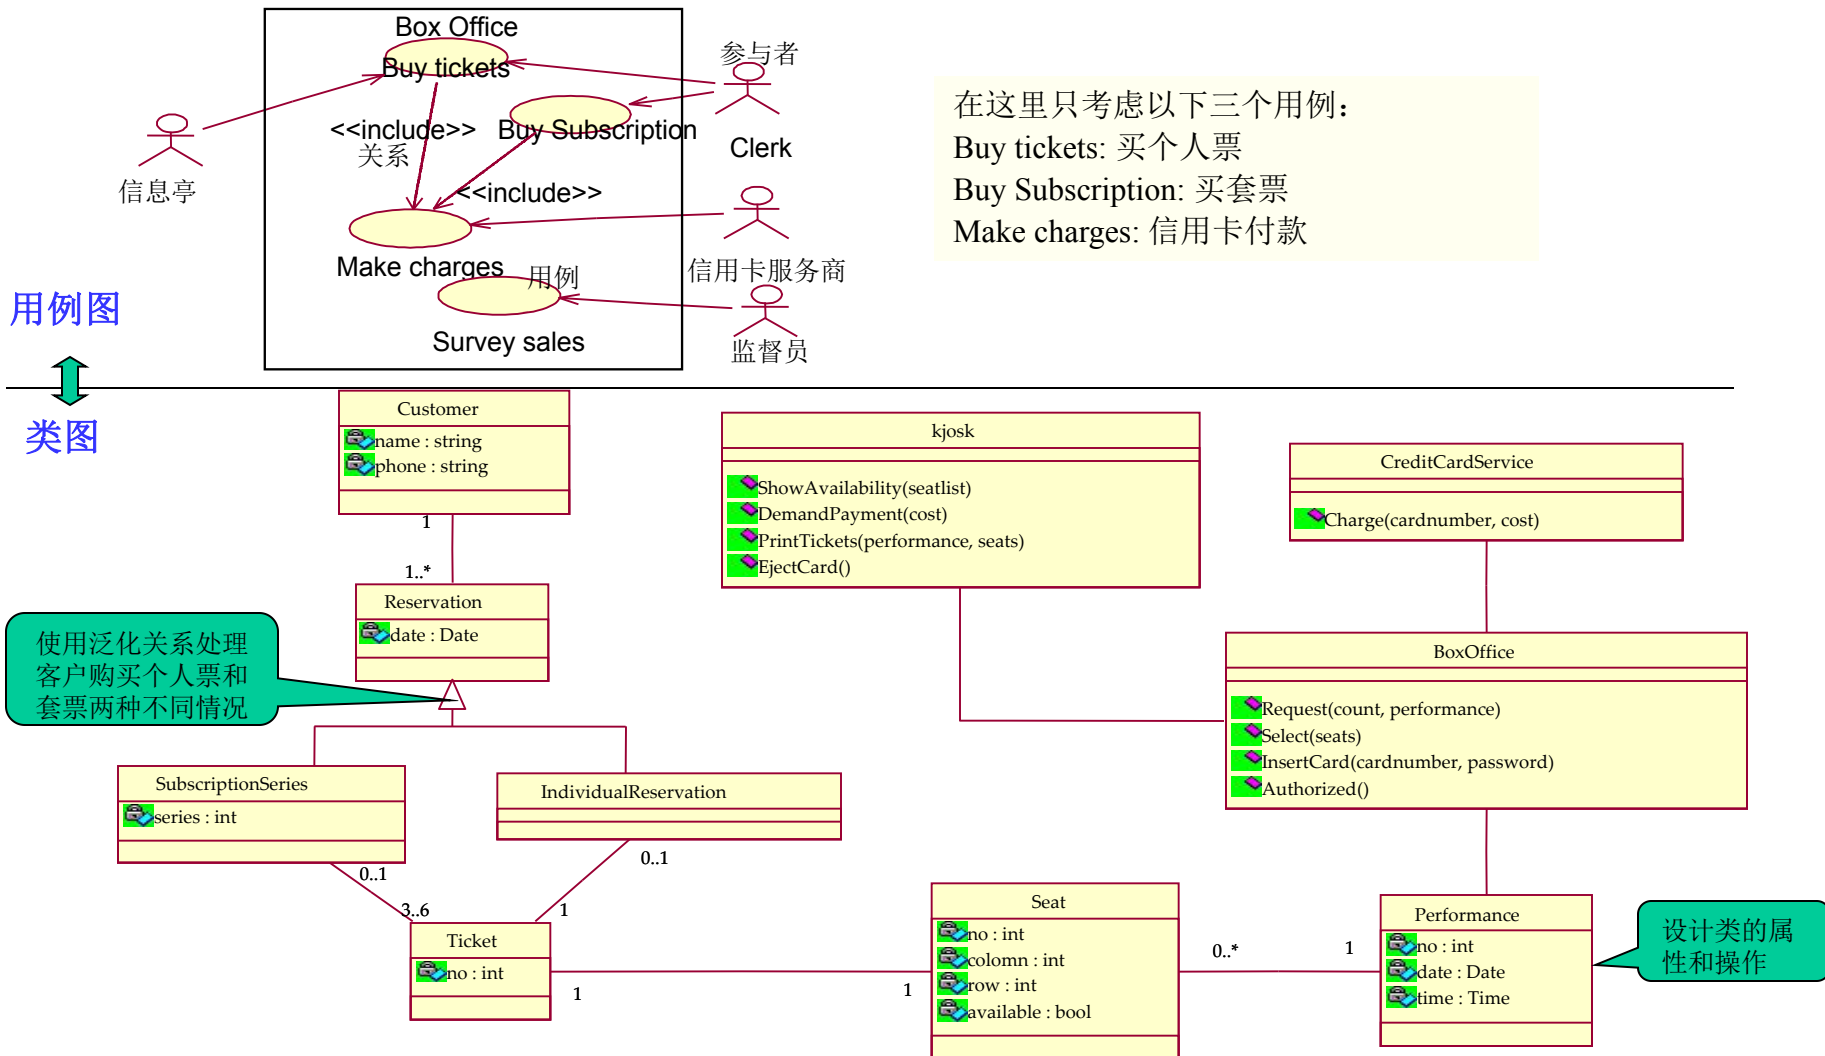 Box Office
Buy tickets
参与者
<<include>>
关系
Buy Subscription
Clerk
信息亭
<<include>>
Make charges
用例
信用卡服务商
Survey sales
监督员
在这里只考虑以下三个用例：
Buy tickets: 买个人票
Buy Subscription: 买套票
Make charges: 信用卡付款
用例图
类图
Customer
name : string
phone : string
1
1..*
Reservation
date : Date
使用泛化关系处理
客户购买个人票和
套票两种不同情况
SubscriptionSeries
series : int
IndividualReservation
0..1
0..1
3..6
1
Ticket
no : int
1
1
kjosk
ShowAvailability(seatlist)
DemandPayment(cost)
PrintTickets(performance, seats)
EjectCard()
CreditCardService
Charge(cardnumber, cost)
BoxOffice
Request(count, performance)
Select(seats)
InsertCard(cardnumber, password)
Authorized()
Seat
no : int
colomn : int
row : int
available : bool
0..*
1
Performance
no : int
date : Date
time : Time
设计类的属
性和操作